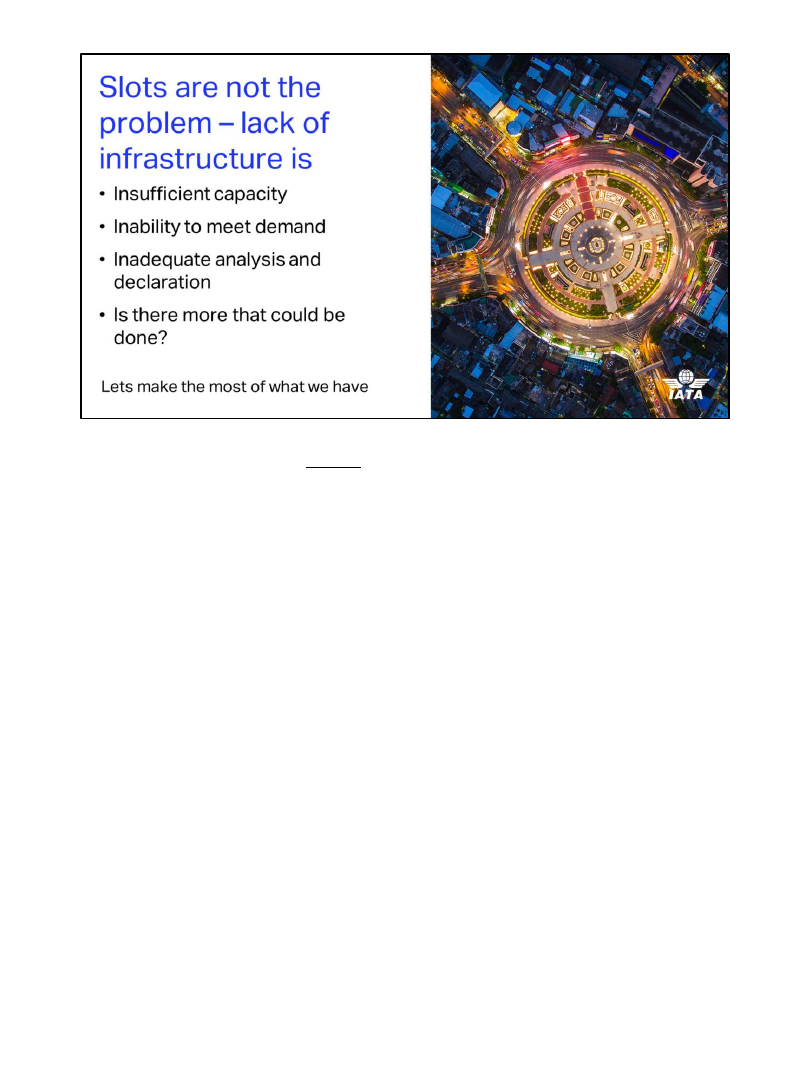 Slots are not the
problem – lack of
infrastructure is
• Insufficient capacity
• Inability to meet demand
• Inadequate analysis and
declaration
• Is there more that could be
done?
Lets make the most of what we have
IATA